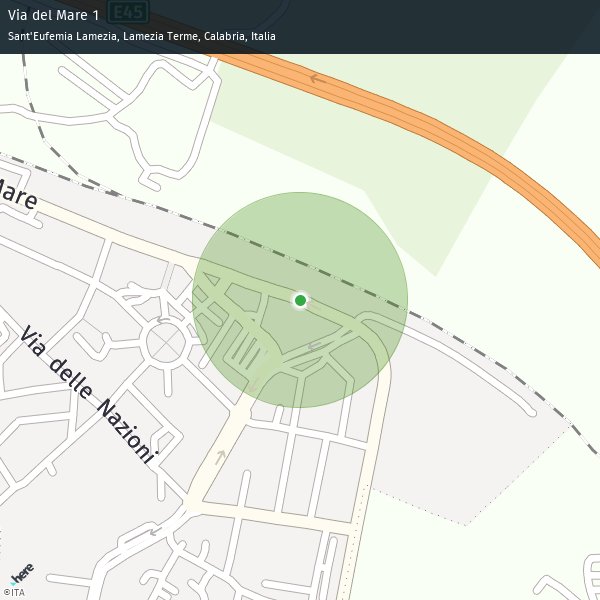 Via del Mare 1
E45
Sant'Eufemia Lamezia, Lamezia Terme, Calabria, Italia
Mare
Via delle Nazioni
here
©ITA